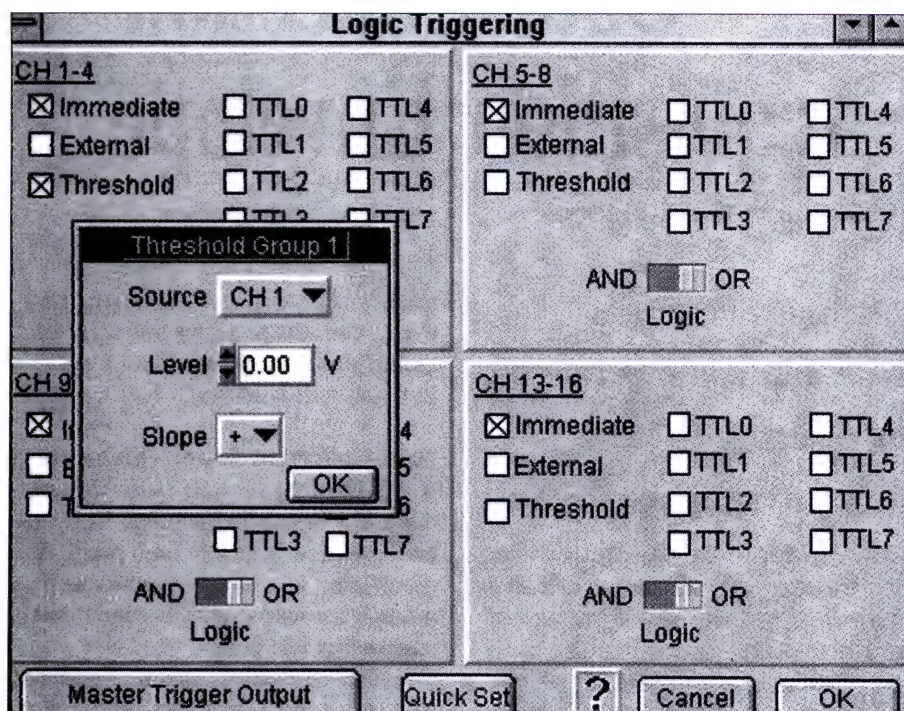 Logic Triggering
CH 1-4
Immediate TTL0 TTL4
External TTL1 TTL5
Threshold TTL2 TTL6
TTL3 TTL7
CH 5-8
Immediate TTL0 TTL4
External TTL1 TTL5
Threshold TTL2 TTL6
TTL3 TTL7
AND OR
Logic
Threshold Group 1
Source CH 1
Level 0.00 V
Slope +
OK
CH 9
4
5
6
TTL3 TTL7
AND OR
Logic
CH 13-16
Immediate TTL0 TTL4
External TTL1 TTL5
Threshold TTL2 TTL6
TTL3 TTL7
AND OR
Logic
Master Trigger Output Quick Set ? Cancel OK